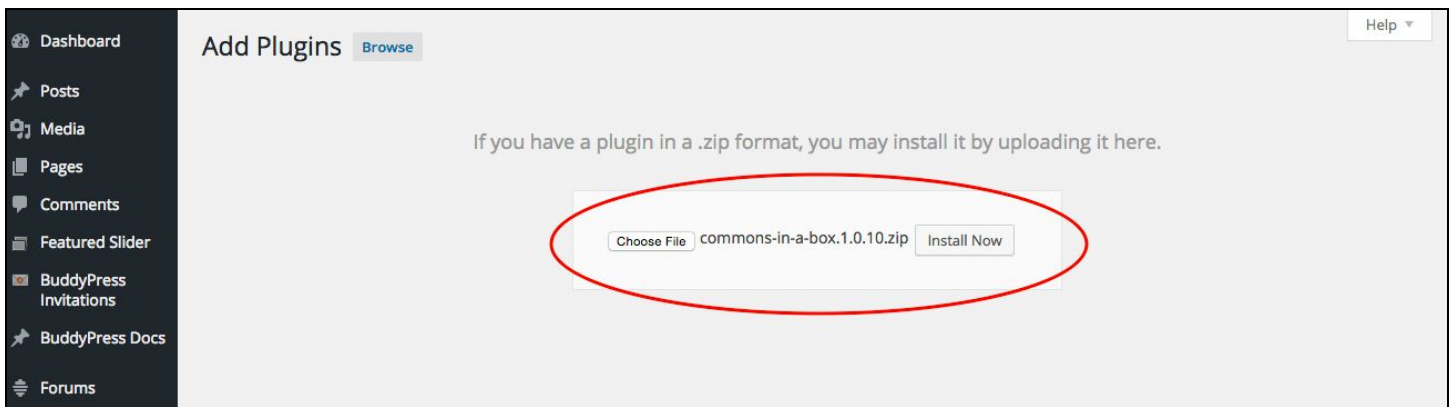 Dashboard
Posts
Media
Pages
Comments
Featured Slider
BuddyPress
Invitations
BuddyPress Docs
Forums
Add Plugins Browse
Help
If you have a plugin in a .zip format, you may install it by uploading it here.
Choose File commons-in-a-box.1.0.10.zip Install Now